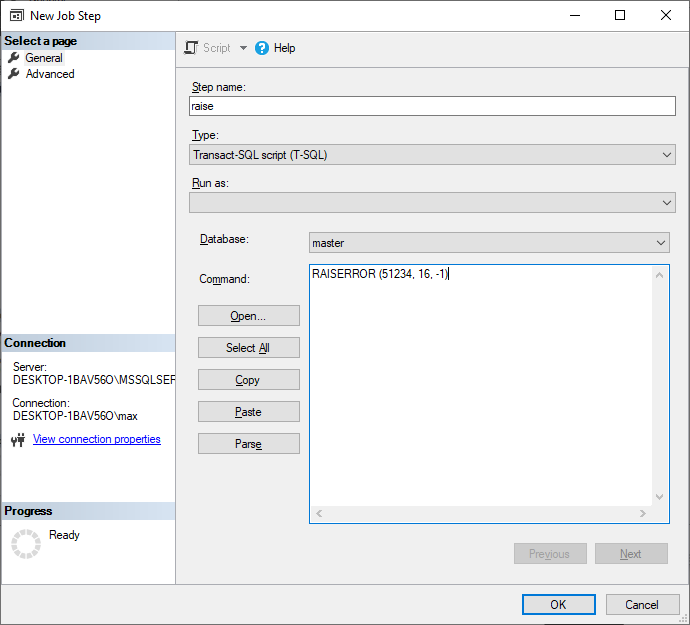 New Job Step
Select a page
General
Advanced
Script
Help
Step name:
raise
Type:
Transact-SQL script (T-SQL)
Run as:
Database:
master
Command:
RAISERROR (51234, 16, -1)
Open...
Select All
Copy
Paste
Parse
Connection
Server:
DESKTOP-1BAV56O\MSSQLSEF
Connection:
DESKTOP-1BAV56O\max
View connection properties
Progress
Ready
Previous
Next
OK
Cancel